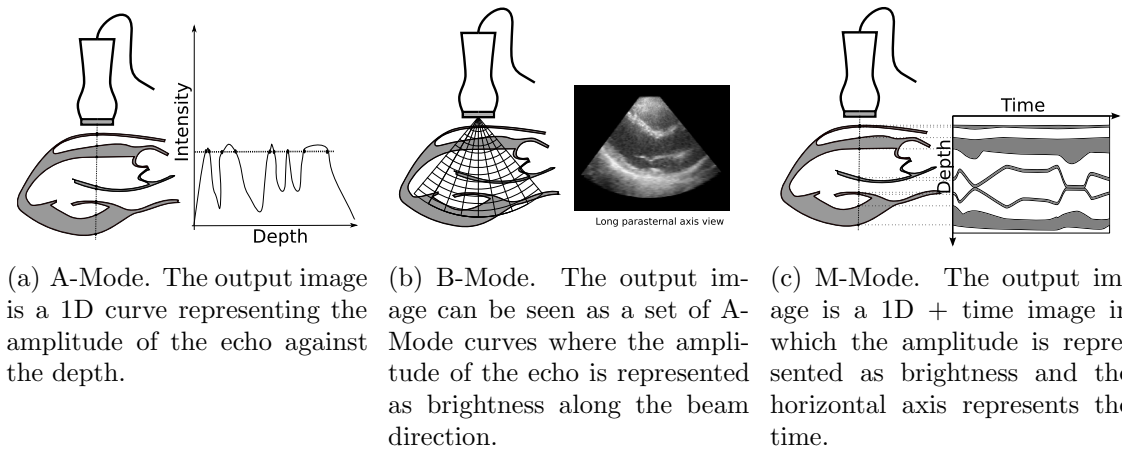 Intensity
Depth
(a) A-Mode. The output image
is a 1D curve representing the
amplitude of the echo against
the depth.
Long parasternal axis view
(b) B-Mode. The output im-
age can be seen as a set of A-
Mode curves where the ampli-
tude of the echo is represented
as brightness along the beam
direction.
Time
Depth
(c) M-Mode. The output im
age is a 1D + time image in
which the amplitude is repre
sented as brightness and the
horizontal axis represents the
time.